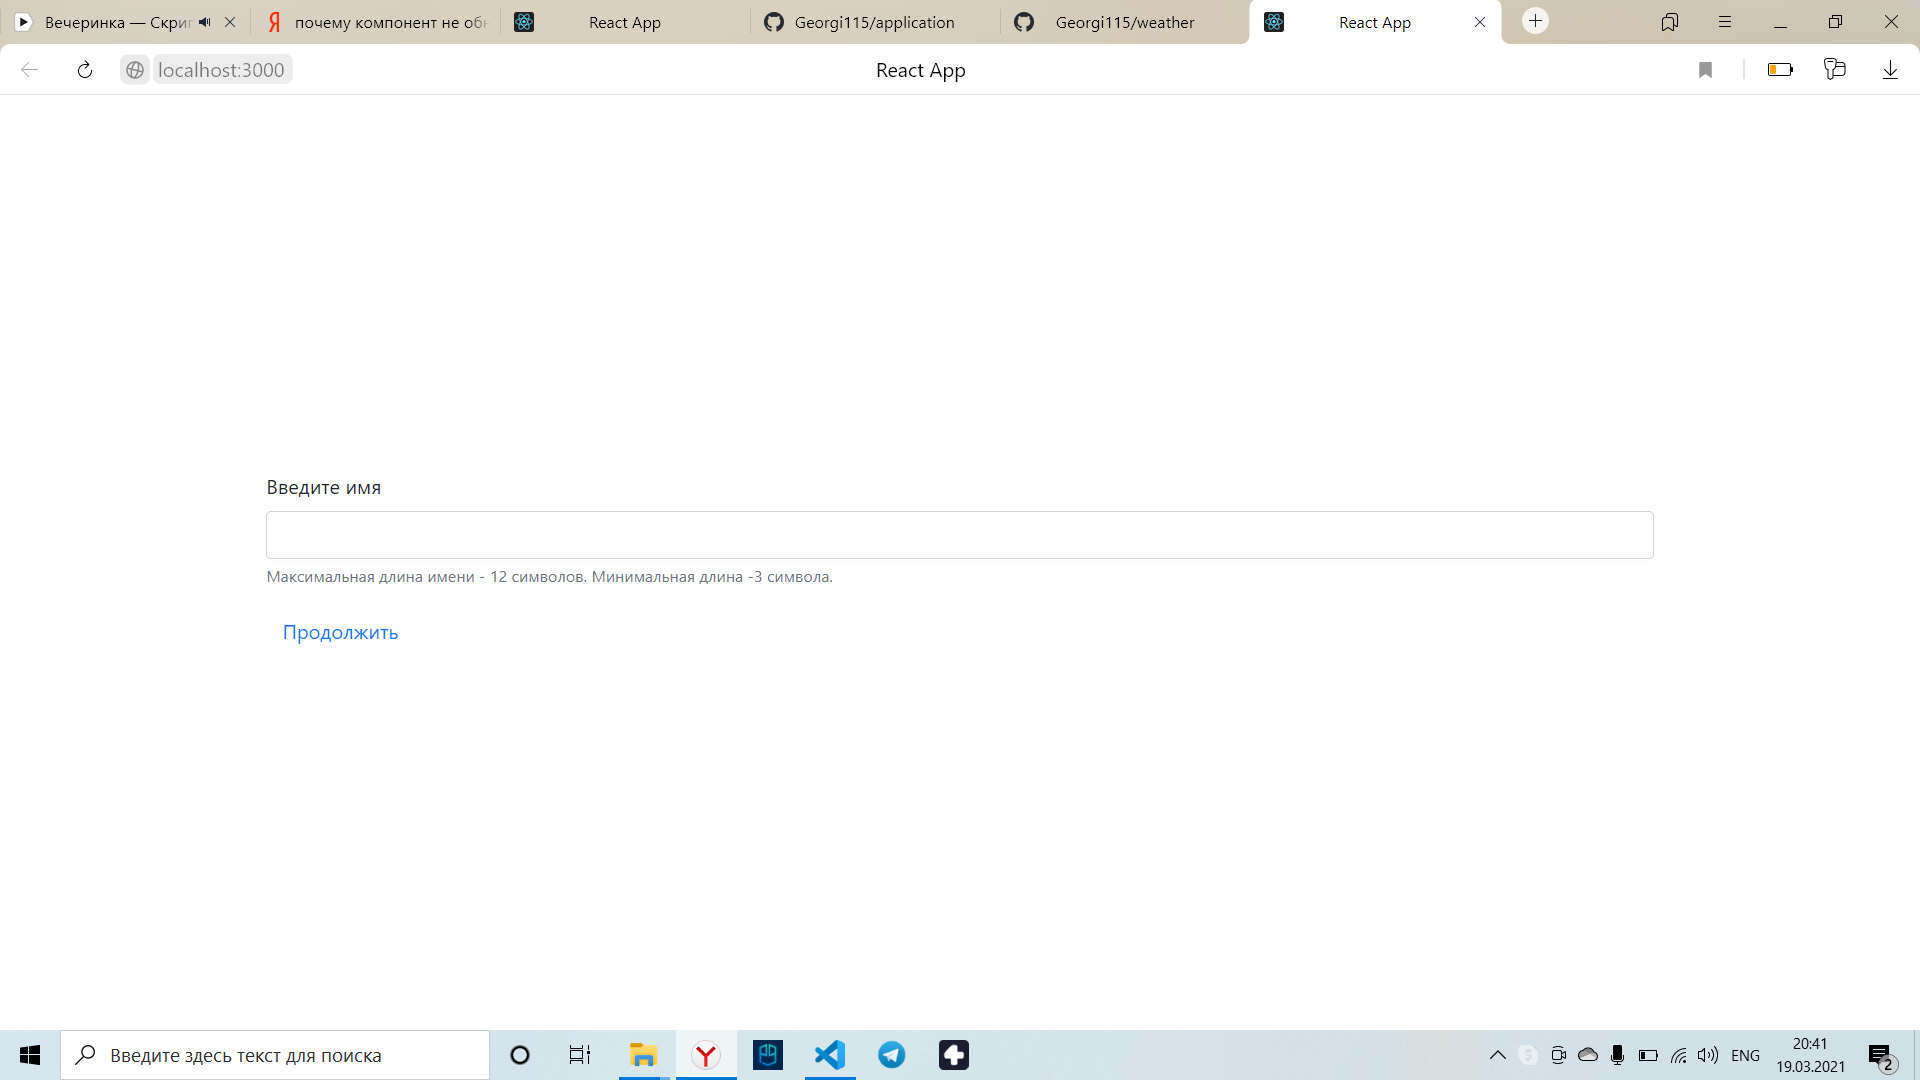 Вечеринка — Скрип
почему компонент не обн
React App
Georgi115/application
Georgi115/weather
React App
localhost:3000
React App
Введите имя
Максимальная длина имени - 12 символов. Минимальная длина -3 символа.
Продолжить
Введите здесь текст для поиска
ENG
20:41
19.03.2021
2